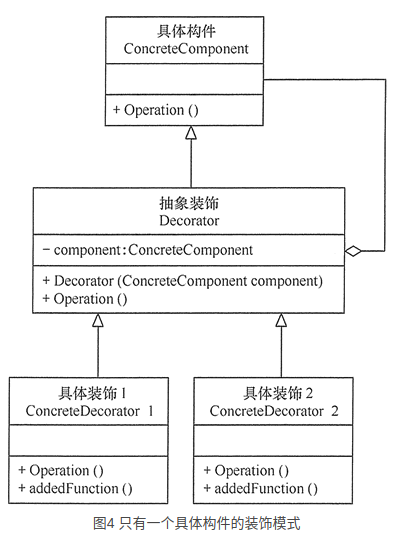 具体构件
ConcreteComponent
+ Operation ()
抽象装饰
Decorator
- component:ConcreteComponent
+ Decorator (ConcreteComponent component)
+ Operation ()
具体装饰1
ConcreteDecorator 1
+ Operation ()
+ addedFunction ()
具体装饰2
ConcreteDecorator 2
+ Operation ()
+ addedFunction ()
图4 只有一个具体构件的装饰模式